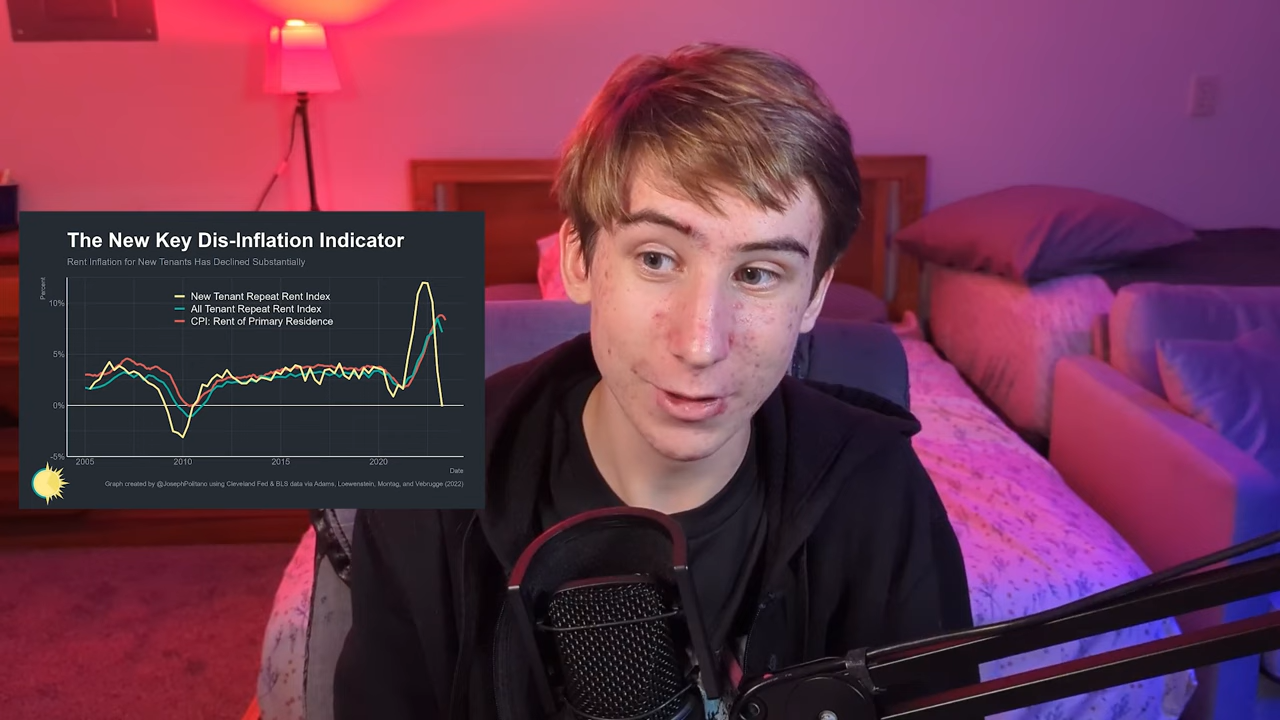 The New Key Dis-Inflation Indicator
Rent Inflation for New Tenants Has Declined Substantially
Percent
New Tenant Repeat Rent Index
All Tenant Repeat Rent Index
CPI: Rent of Primary Residence
10%
5%
0%
-5%
2005 2010 2015 2020
Date
Graph created by @JosephPolitano using Cleveland Fed & BLS data via Adams, Loewenstein, Montag, and Vebrugge (2022)